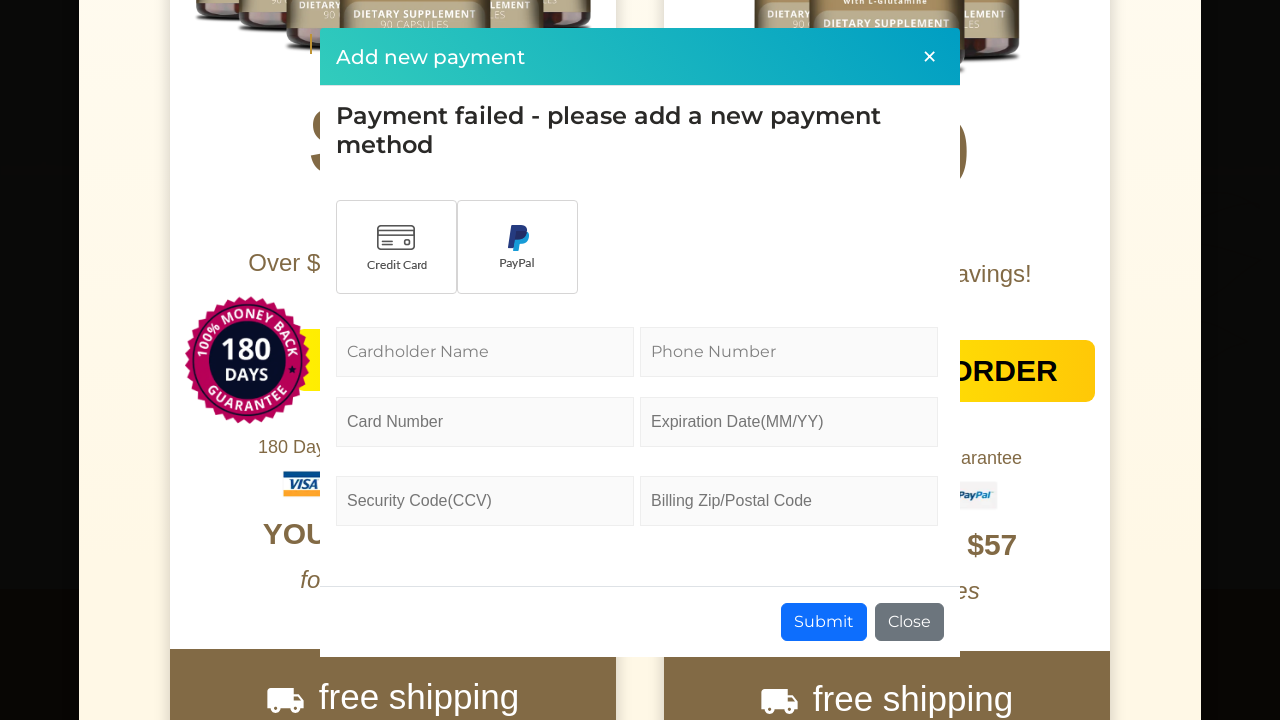 DIETARY SUPPLEMENT
90 CAPSULES
with L-Glutamine
DIETARY SUPPLEMENT
Add new payment
×
Payment failed - please add a new payment
method
Credit Card
PayPal
Over $
avings!
Cardholder Name
Phone Number
100% MONEY BACK
180
DAYS
GUARANTEE
ORDER
Card Number
Expiration Date(MM/YY)
180 Day
arantee
VISA
PayPal
Security Code(CCV)
Billing Zip/Postal Code
YOU
$57
fo
es
Submit
Close
free shipping
free shipping